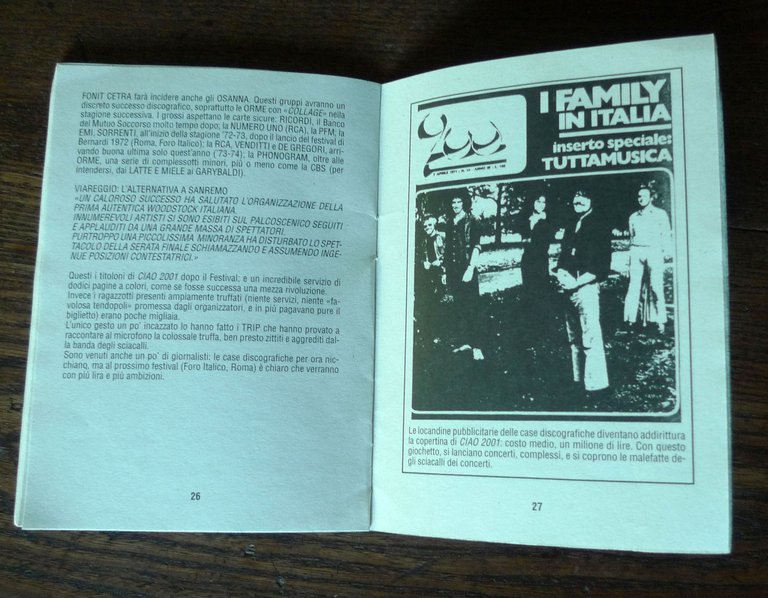 FONIT CETRA farà incidere anche gli OSANNA. Questi gruppi avranno un
discreto successo discografico, soprattutto le ORME con «COLLAGE» nella
stagione successiva. I grossi aspettano le carte sicure. RICORDI, il Banco
del Mutuo Soccorso molto tempo dopo; la NUMERO UNO (RCA), la PFM; la
EMI, SORRENTI, all'inizio della stagione '72-73, dopo il lancio del festival di
Bernardi 1972 (Roma, Foro Italico); la RCA, VENDITTI e DE GREGORI, arri-
vando buona ultima solo quest'anno ('73-74); la PHONOGRAM, oltre alle
ORME, una serie di complessotti minori, più o meno come la CBS (per
intendersi, dai LATTE E MIELE ai GARYBALDI).
VIAREGGIO: L'ALTERNATIVA A SANREMO
«UN CALOROSO SUCCESSO HA SALUTATO L'ORGANIZZAZIONE DELLA
PRIMA AUTENTICA WOODSTOCK ITALIANA.
INNUMEREVOLI ARTISTI SI SONO ESIBITI SUL PALCOSCENICO SEGUITI
E APPLAUDITI DA UNA GRANDE MASSA DI SPETTATORI.
PURTROPPO UNA PICCOLISSIMA MINORANZA HA DISTURBATO LO SPET-
TACOLO DELLA SERATA FINALE SCHIAMAZZANDO E ASSUMENDO INGE-
NUE POSIZIONI CONTESTATRICI.»
Questi i titoloni di CIAO 2001 dopo il Festival; e un incredibile servizio di
dodici pagine a colori, come se fosse successa una mezza rivoluzione.
Invece i ragazzotti presenti ampiamente truffati (niente servizi, niente «fa-
volosa tendopoli» promessa dagli organizzatori, e in più pagavano pure il
biglietto) erano poche migliaia.
L'unico gesto un po' incazzato lo hanno fatto i TRIP che hanno provato a
raccontare al microfono la colossale truffa, ben presto zittiti e aggrediti dal-
la banda degli sciacalli.
Sono venuti anche un po' di giornalisti: le case discografiche per ora nic-
chiano, ma al prossimo festival (Foro Italico, Roma) è chiaro che verranno
con più lira e più ambizioni.
26
I FAMILY
IN ITALIA
inserto speciale:
TUTTAMUSICA
Le locandine pubblicitarie delle case discografiche diventano addirittura
la copertina di CIAO 2001: costo medio, un milione di lire. Con questo
giochetto, si lanciano concerti, complessi, e si coprono le malefatte de-
gli sciacalli dei concerti.
27